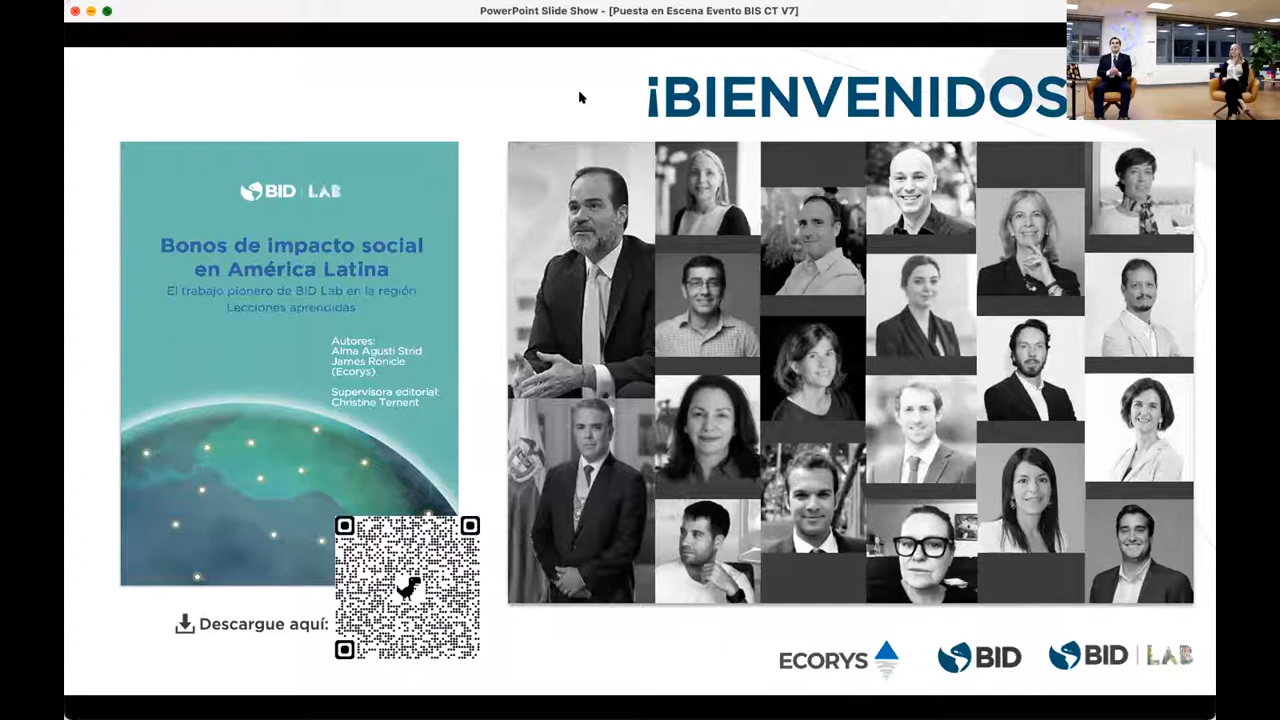 PowerPoint Slide Show - [Puesta en Escena Evento BIS CT V7]
¡BIENVENIDOS
BID | LAB
Bonos de impacto social
en América Latina
El trabajo pionero de BID Lab en la región
Lecciones aprendidas
Autores:
Alma Agusti Strid
James Ronicle
(Ecorys)
Supervisora editorial:
Christine Ternent
Descargue aquí:
ECORYS
BID
BID | LAB